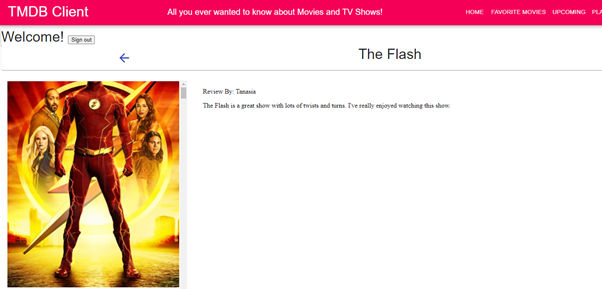 TMDB Client
All you ever wanted to know about Movies and TV Shows!
HOME FAVORITE MOVIES UPCOMING
Welcome! Sign out
The Flash
Review By: Tanasia
The Flash is a great show with lots of twists and turns. I've really enjoyed watching this show.